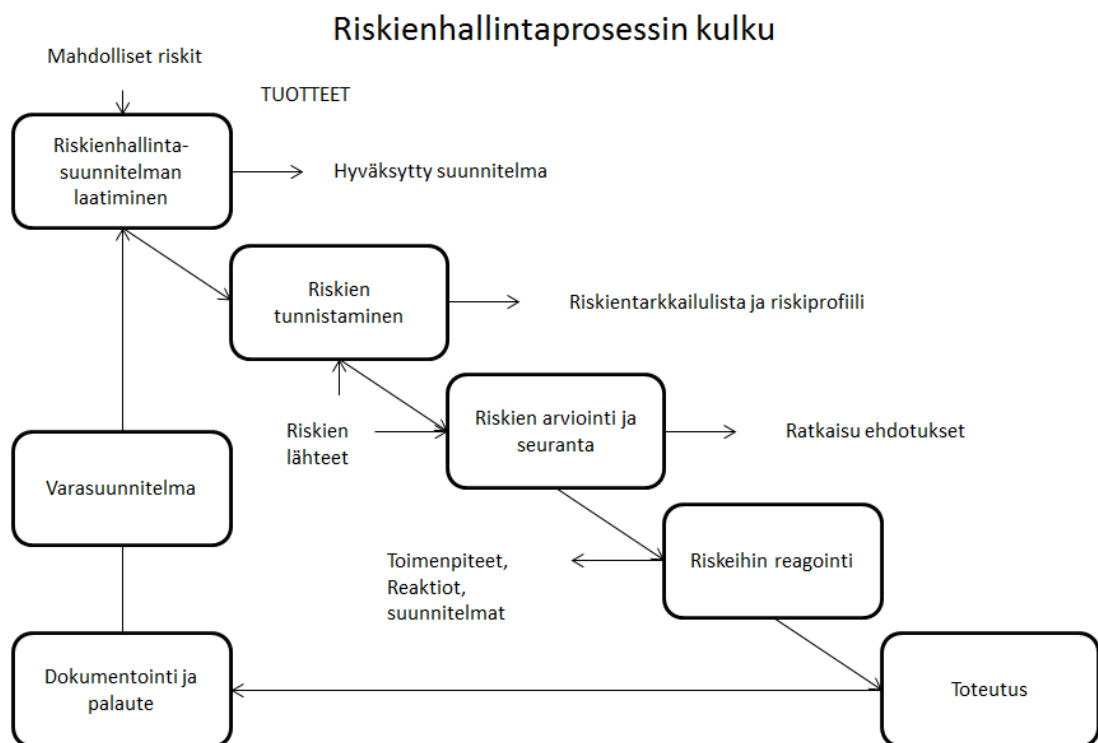 Riskienhallintaprosessin kulku
Mahdolliset riskit
TUOTTEET
Riskienhallinta-
suunnitelman
laatiminen
Hyväksytty suunnitelma
Riskien
tunnistaminen
Riskientarkkailulista ja riskiprofiili
Riskien
lähteet
Riskien arviointi ja
seuranta
Ratkaisu ehdotukset
Varasuunnitelma
Toimenpiteet,
Reaktiot,
suunnitelmat
Riskeihin reagointi
Dokumentointi ja
palaute
Toteutus